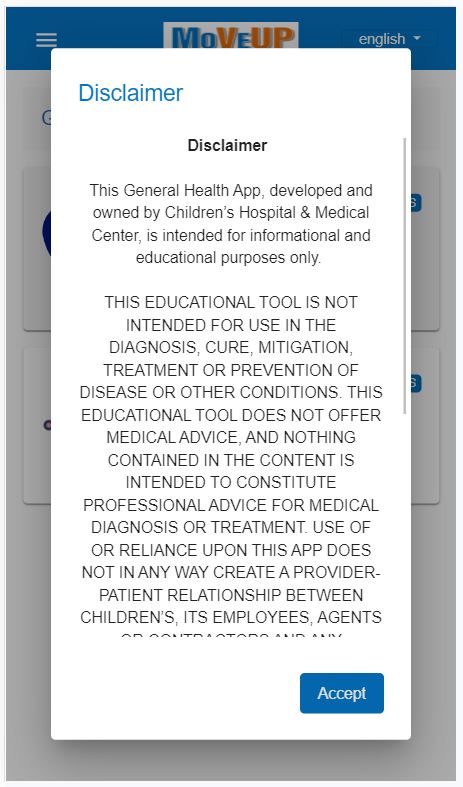 MoVeUP
english
Disclaimer
Disclaimer
This General Health App, developed and
owned by Children's Hospital & Medical
Center, is intended for informational and
educational purposes only.
THIS EDUCATIONAL TOOL IS NOT
INTENDED FOR USE IN THE
DIAGNOSIS, CURE, MITIGATION,
TREATMENT OR PREVENTION OF
DISEASE OR OTHER CONDITIONS. THIS
EDUCATIONAL TOOL DOES NOT OFFER
MEDICAL ADVICE, AND NOTHING
CONTAINED IN THE CONTENT IS
INTENDED TO CONSTITUTE
PROFESSIONAL ADVICE FOR MEDICAL
DIAGNOSIS OR TREATMENT. USE OF
OR RELIANCE UPON THIS APP DOES
NOT IN ANY WAY CREATE A PROVIDER-
PATIENT RELATIONSHIP BETWEEN
CHILDREN'S, ITS EMPLOYEES, AGENTS
OR CONTRACTORS AND ANY
Accept